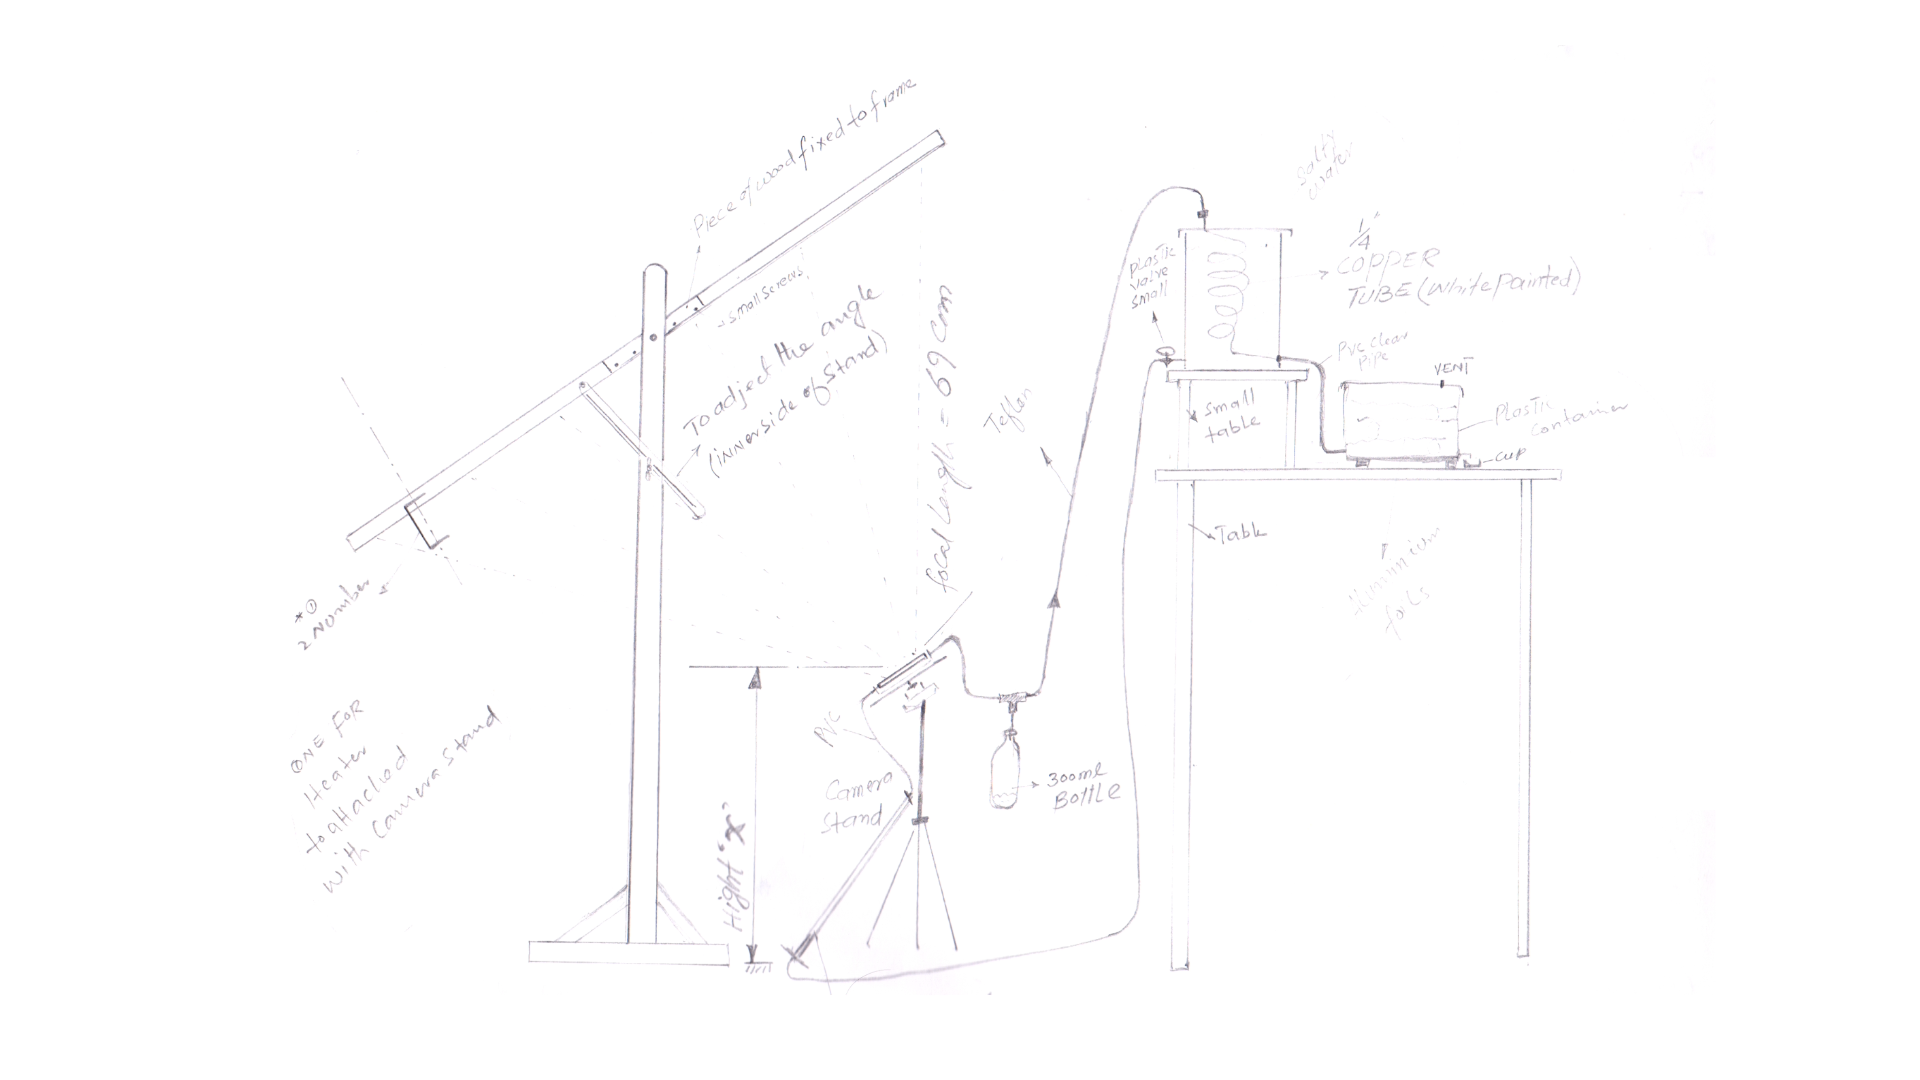 Piece of wood fixed to frame
small screws
To adject the angle
(innerside of stand)
focal Length = 69 cm
* ①
2 Number
ONE FOR
Heater
to attached
with Camera stand
Hight "x"
PVC
Camera
stand
300ml
BOTTLE
Teflon
PLASTIC
valve
small
salty
water
1/4"
COPPER
TUBE (white painted)
PVC clear
pipe
VENT
PLASTIC
container
cup
small
table
Table
Aluminium
foils